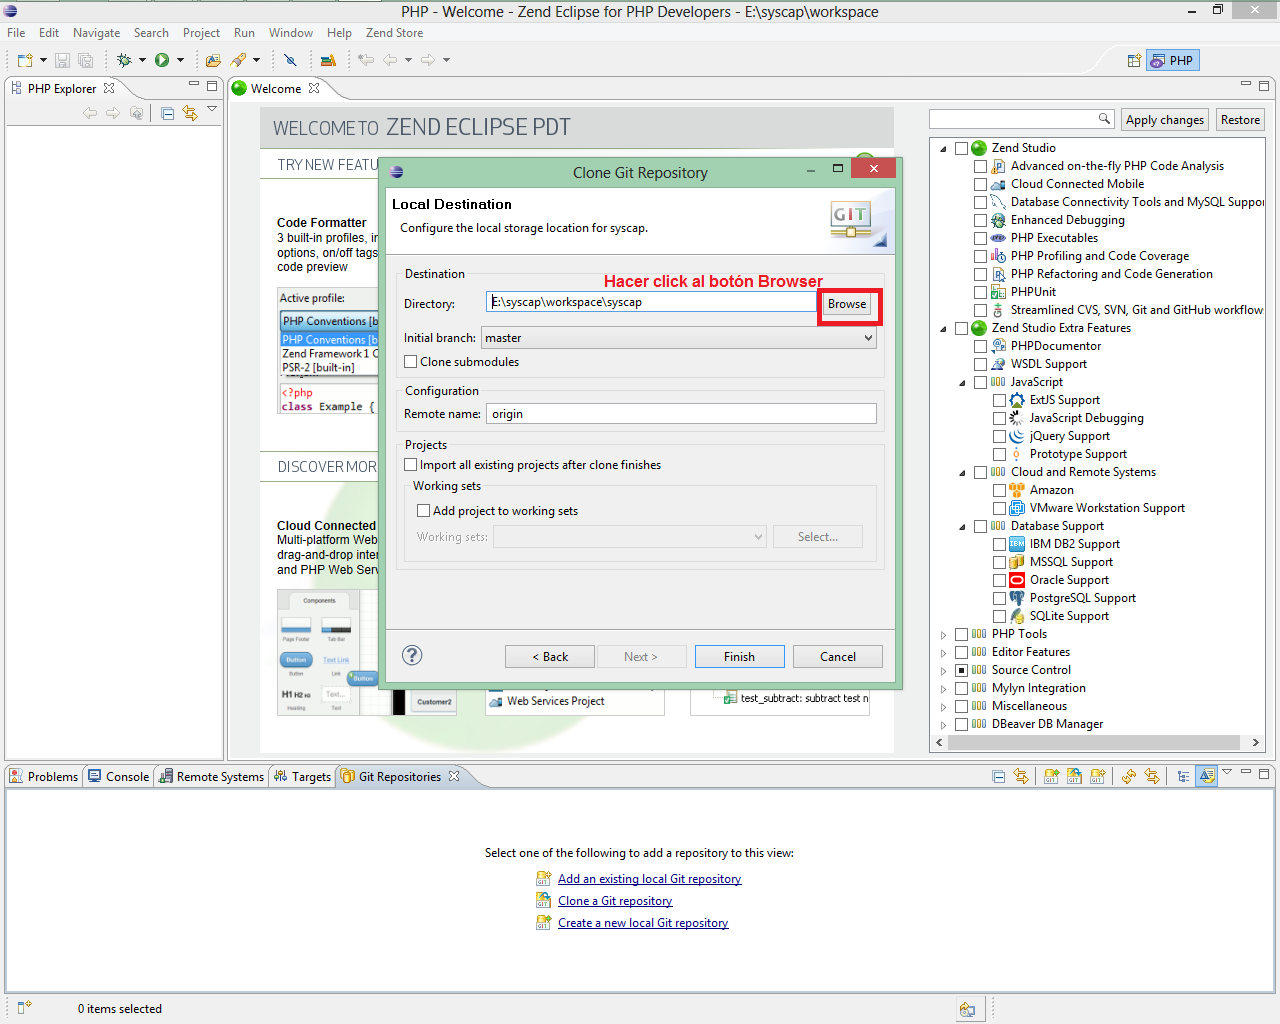 PHP - Welcome - Zend Eclipse for PHP Developers - E:\syscap\workspace
File Edit Navigate Search Project Run Window Help Zend Store
PHP
PHP Explorer
Welcome
WELCOME TO ZEND ECLIPSE PDT
TRY NEW FEATU
Code Formatter
3 built-in profiles, in
options, on/off tags
code preview
Active profile:
PHP Conventions [b
PHP Conventions [b
Zend Framework 1 C
PSR-2 [built-in]
<?php
class Example {
DISCOVER MOR
Cloud Connected
Multi-platform Web
drag-and-drop inter
and PHP Web Serv
Components
Page Footer
Tab Bar
Button
Text Link
Button
Link
Button
H1 H2 H3
Text...
Heading
Text
Customer2
Web Services Project
test_subtract: subtract test n
Clone Git Repository
Local Destination
Configure the local storage location for syscap.
GIT
Destination
Hacer click al botón Browser
Directory:
E:\syscap\workspace\syscap
Browse
Initial branch:
master
Clone submodules
Configuration
Remote name:
origin
Projects
Import all existing projects after clone finishes
Working sets
Add project to working sets
Working sets:
Select...
< Back
Next >
Finish
Cancel
Apply changes
Restore
Zend Studio
Advanced on-the-fly PHP Code Analysis
Cloud Connected Mobile
Database Connectivity Tools and MySQL Suppor
Enhanced Debugging
PHP Executables
PHP Profiling and Code Coverage
PHP Refactoring and Code Generation
PHPUnit
Streamlined CVS, SVN, Git and GitHub workflow
Zend Studio Extra Features
PHPDocumentor
WSDL Support
JavaScript
ExtJS Support
JavaScript Debugging
jQuery Support
Prototype Support
Cloud and Remote Systems
Amazon
VMware Workstation Support
Database Support
IBM DB2 Support
MSSQL Support
Oracle Support
PostgreSQL Support
SQLite Support
PHP Tools
Editor Features
Source Control
Mylyn Integration
Miscellaneous
DBeaver DB Manager
Problems
Console
Remote Systems
Targets
Git Repositories
Select one of the following to add a repository to this view:
Add an existing local Git repository
Clone a Git repository
Create a new local Git repository
0 items selected